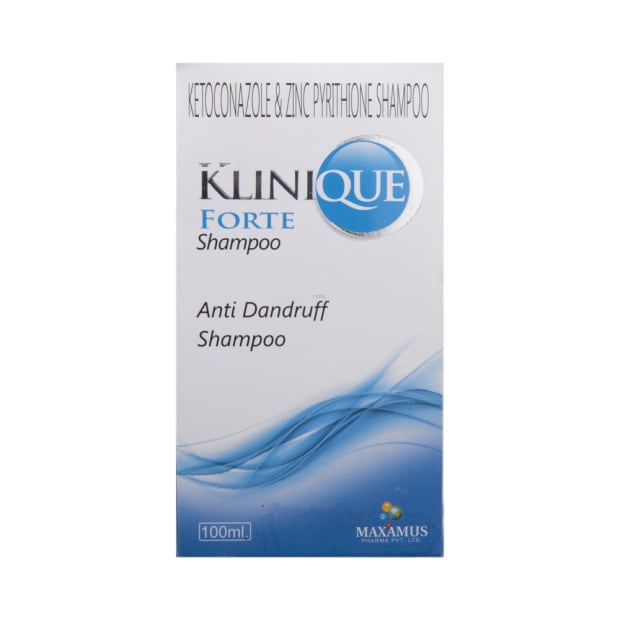 KETOCONAZOLE & ZINC PYRITHIONE SHAMPOO
KLINIQUE
FORTE
Shampoo
Anti Dandruff
Shampoo
100ml.
MAXAMUS
PHARMA PVT. LTD.